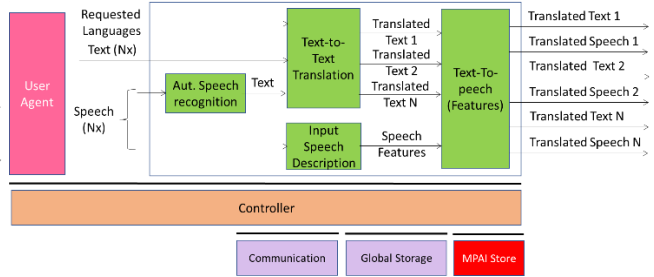 Requested
Languages
Text (Nx)
User
Agent
Speech
(Nx)
Aut. Speech
recognition
Text
Text-to-
Text
Translation
Input
Speech
Description
Translated
Text 1
Translated
Text 2
Translated
Text N
Speech
Features
Text-To-
peech
(Features)
Translated Text 1
Translated Speech 1
Translated Text 2
Translated Speech 2
Translated Text N
Translated Speech N
Controller
Communication
Global Storage
MPAI Store